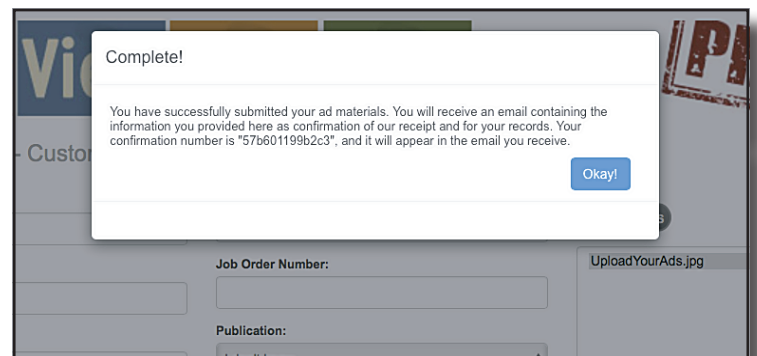 Vie
Complete!
You have successfully submitted your ad materials. You will receive an email containing the
information you provided here as confirmation of our receipt and for your records. Your
confirmation number is "57b601199b2c3", and it will appear in the email you receive.
- Custo
Okay!
s
UploadYourAds.jpg
Job Order Number:
Publication: